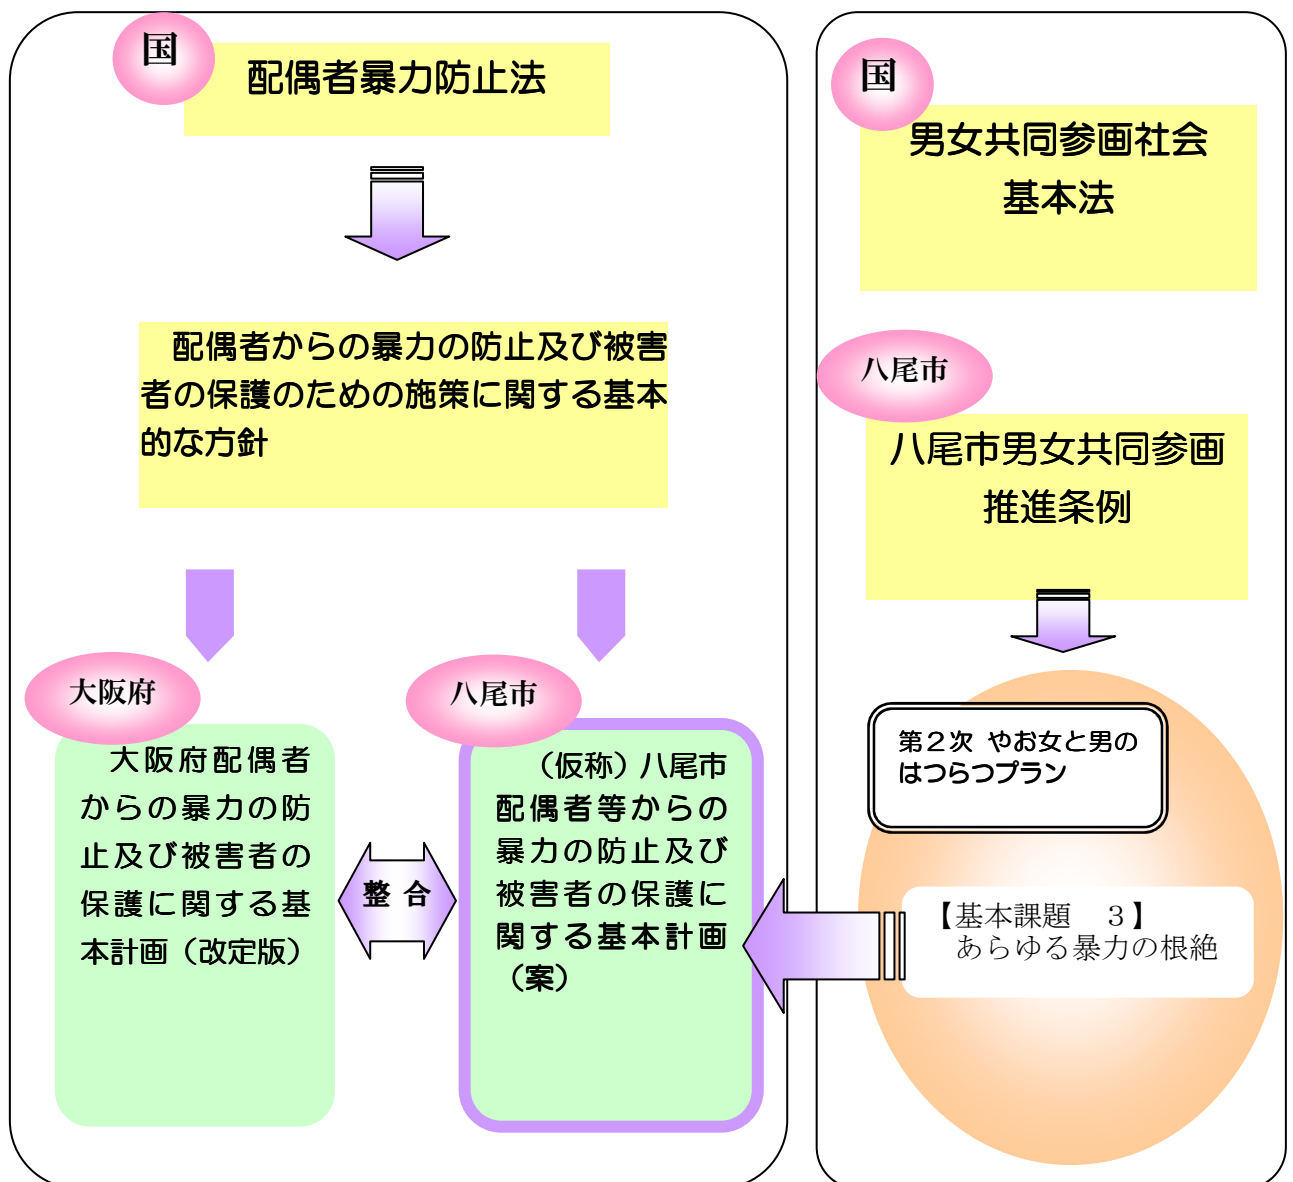 国
配偶者暴力防止法
配偶者からの暴力の防止及び被害
者の保護のための施策に関する基本
的な方針
大阪府
大阪府配偶者
からの暴力の防
止及び被害者の
保護に関する基
本計画（改定版）
整 合
八尾市
（仮称）八尾市
配偶者等からの
暴力の防止及び
被害者の保護に
関する基本計画
（案）
国
男女共同参画社会
基本法
八尾市
八尾市男女共同参画
推進条例
第２次 やお女と男の
はつらつプラン
【基本課題　３】
あらゆる暴力の根絶